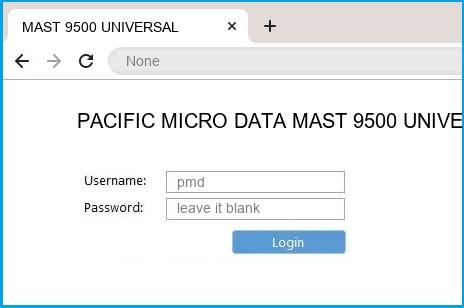 MAST 9500 UNIVERSAL
None
PACIFIC MICRO DATA MAST 9500 UNIVE
Username: pmd
Password: leave it blank
Login